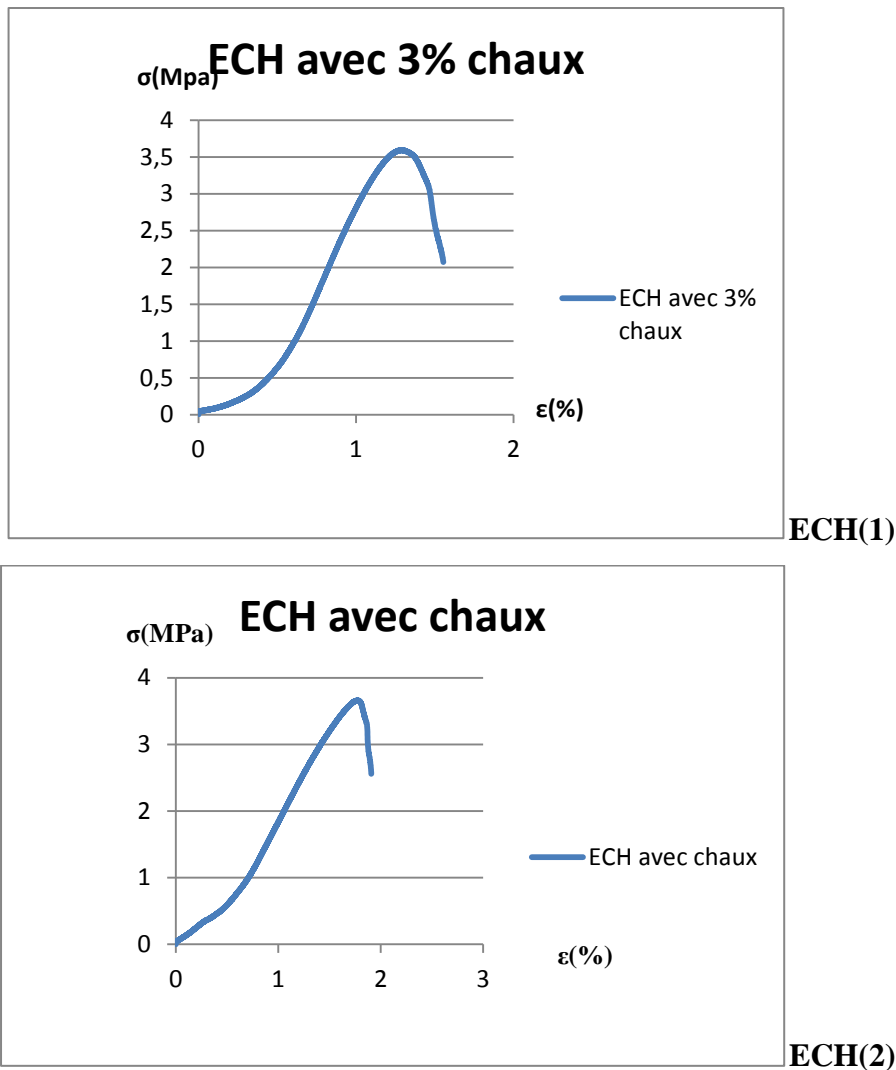 ECH avec 3% chaux
σ(Mpa)
4
3,5
3
2,5
2
1,5
1
0,5
0
0 1 2
ε(%)
ECH avec 3%
chaux
ECH(1)
ECH avec chaux
σ(MPa)
4
3
2
1
0
0 1 2 3
ε(%)
ECH avec chaux
ECH(2)